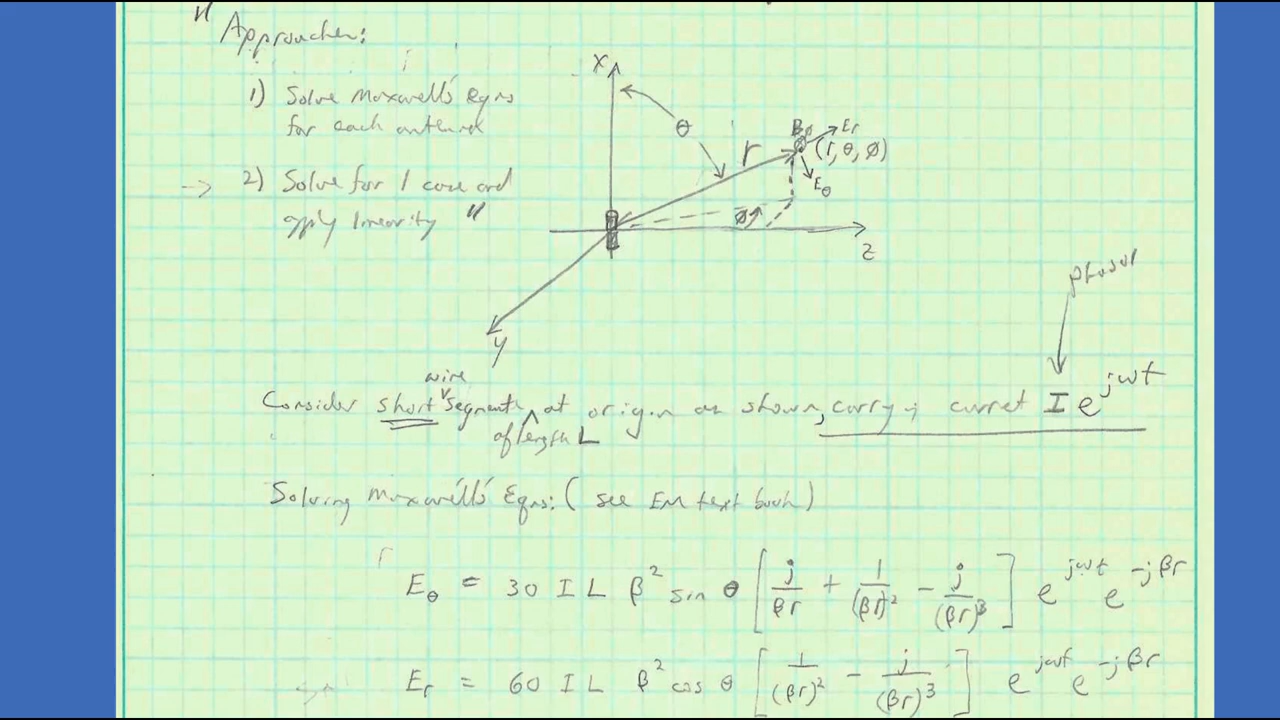 "
Approaches:
1) Solve Maxwell's Eqns
for each antenna
→ 2) Solve for 1 case and
apply linearity "
X
θ
r
Bφ
Er
(r, θ, φ)
Eθ
φ
z
y
phasor
Consider short wire segment of length L at origin as shown, carrying current I e^{jωt}
Solving Maxwell's Eqns: (see EM text book)
E_θ = 30 I L β² sin θ [ j/βr + 1/(βr)² - j/(βr)³ ] e^{jωt} e^{-jβr}
E_r = 60 I L β² cos θ [ 1/(βr)² - j/(βr)³ ] e^{jωt} e^{-jβr}